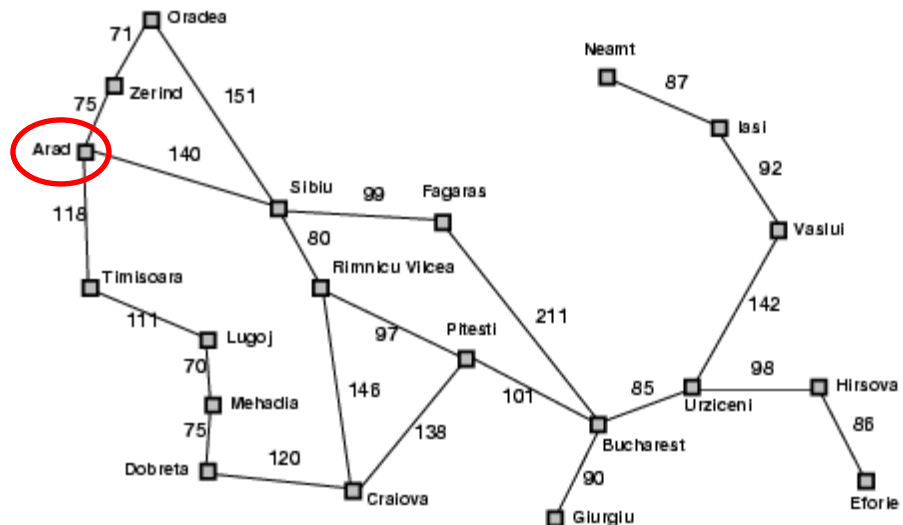 Oradea
71
Neamt
87
Zerind
151
75
Iasi
Arad
140
92
Sibiu
99
Fagaras
118
80
Vaslui
Timisoara
Rimnicu Vilcea
111
97
Pitesti
211
142
Lugoj
70
98
Hirsova
146
101
85
Urziceni
Mehadia
75
138
86
Bucharest
120
Dobreta
90
Craiova
Eforie
Giurgiu